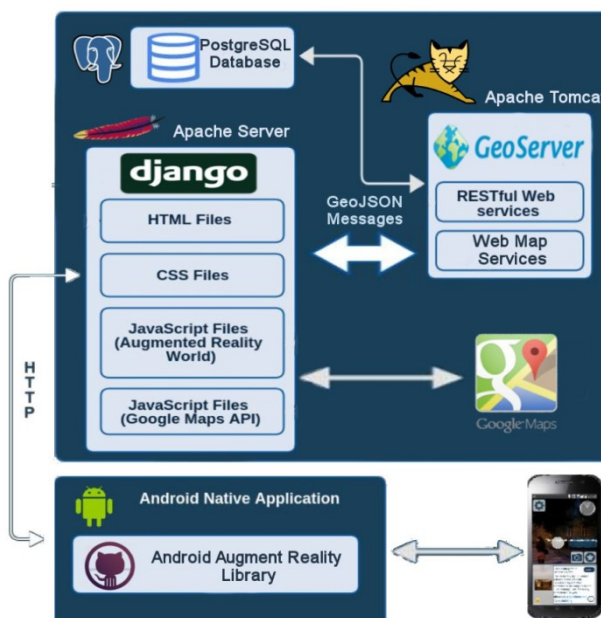 PostgreSQL
Database
Apache Tomca
Apache Server
django
GeoServer
HTML Files
GeoJSON
Messages
RESTful Web
services
Web Map
Services
CSS Files
JavaScript Files
(Augmented Reality
World)
JavaScript Files
(Google Maps API)
g
Google Maps
HTTP
Android Native Application
Android Augment Reality
Library